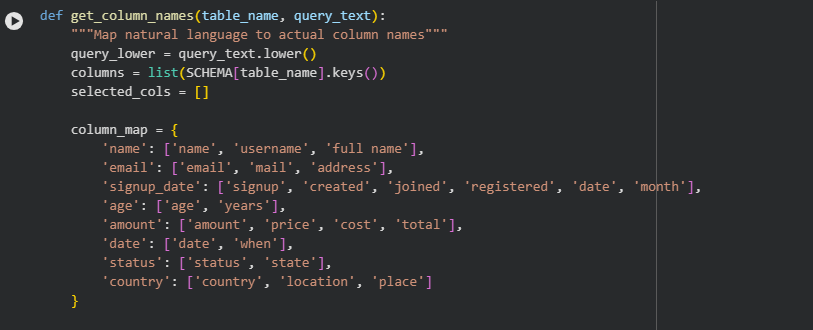 def get_column_names(table_name, query_text):
    """Map natural language to actual column names"""
    query_lower = query_text.lower()
    columns = list(SCHEMA[table_name].keys())
    selected_cols = []

    column_map = {
        'name': ['name', 'username', 'full name'],
        'email': ['email', 'mail', 'address'],
        'signup_date': ['signup', 'created', 'joined', 'registered', 'date', 'month'],
        'age': ['age', 'years'],
        'amount': ['amount', 'price', 'cost', 'total'],
        'date': ['date', 'when'],
        'status': ['status', 'state'],
        'country': ['country', 'location', 'place']
    }